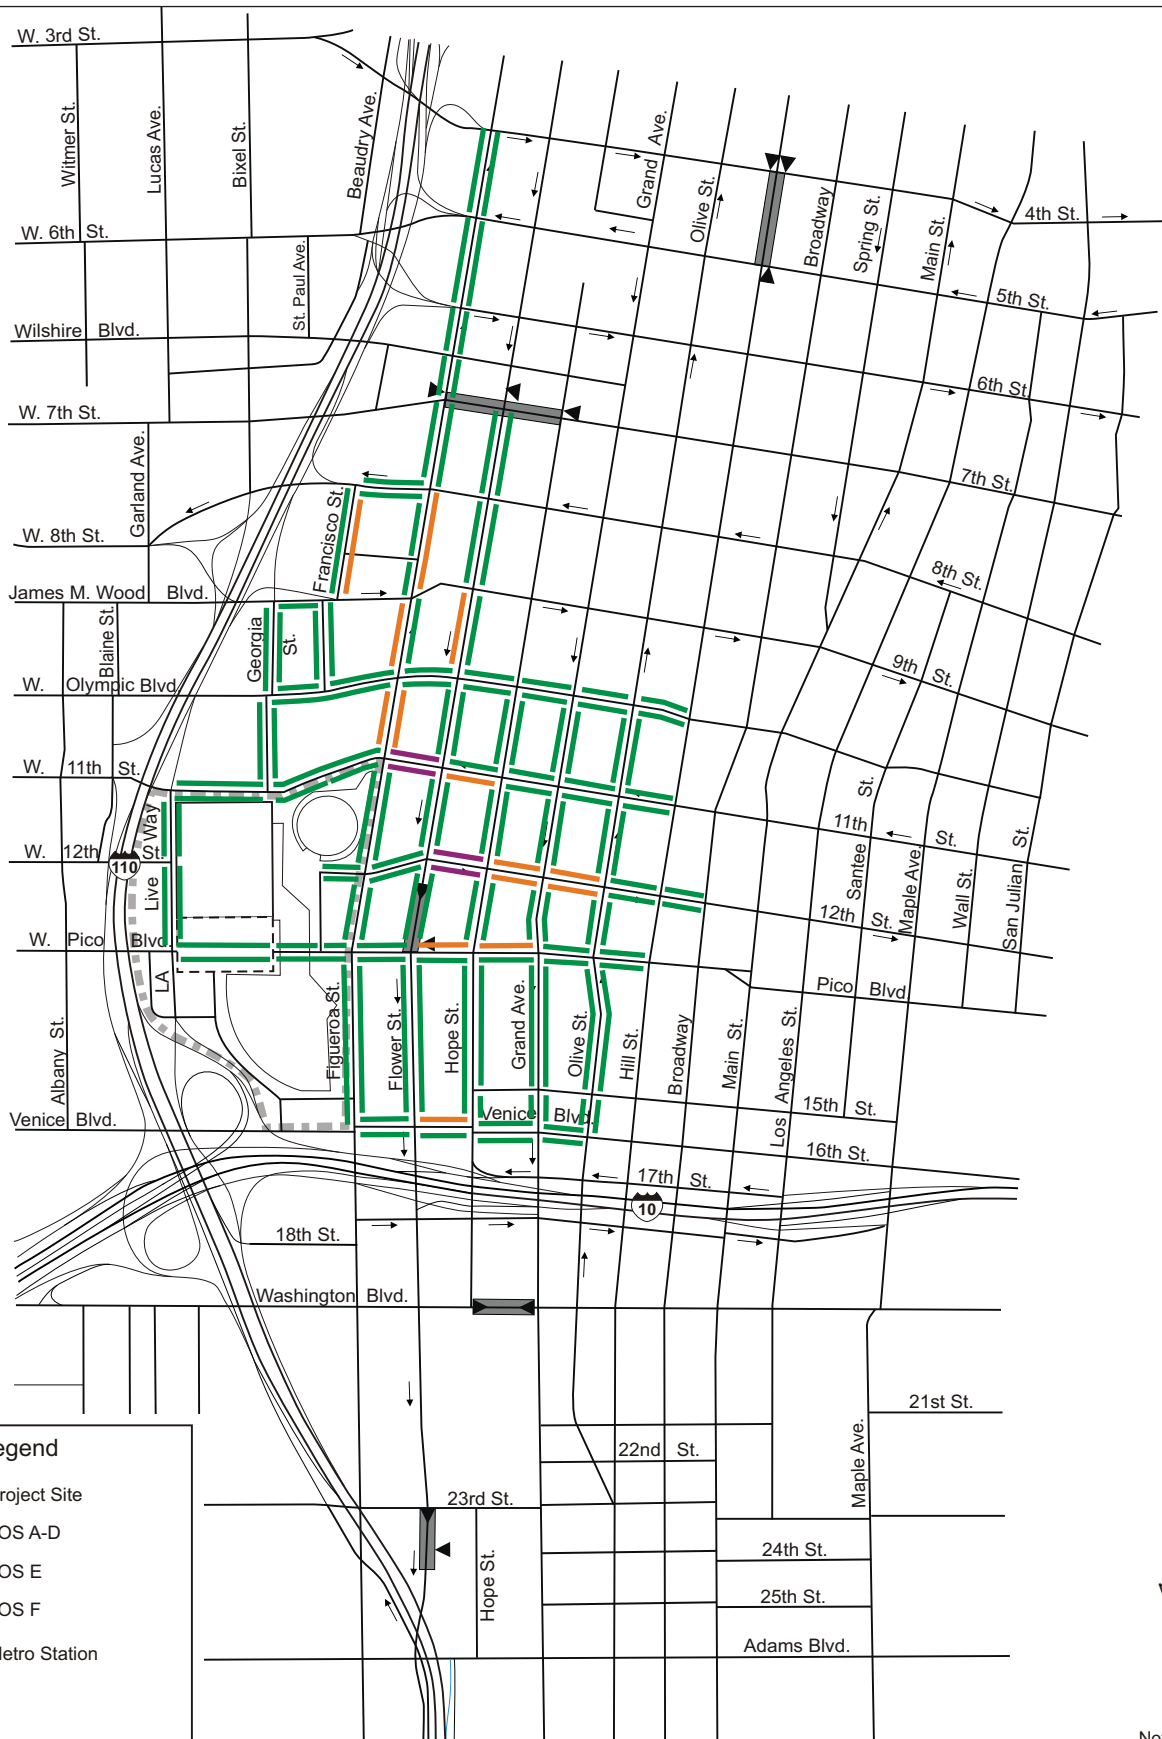 W. 3rd St.
Witmer St.
Lucas Ave.
Bixel St.
Beaudry Ave.
Grand Ave.
Olive St.
Broadway
Spring St.
Main St.
4th St.
W. 6th St.
St. Paul Ave.
5th St.
Wilshire Blvd.
6th St.
W. 7th St.
Garland Ave.
7th St.
Francisco St.
W. 8th St.
8th St.
James M. Wood Blvd.
Blaine St.
Georgia St.
9th St.
W. Olympic Blvd
W. 11th St.
Santee St.
11th St.
W. 12th St.
110
LA Live Way
Maple Ave.
Wall St.
San Julian St.
12th St.
W. Pico Blvd.
Pico Blvd.
Albany St.
Figueroa St.
Flower St.
Hope St.
Grand Ave.
Olive St.
Hill St.
Broadway
Main St.
Los Angeles St.
15th St.
Venice Blvd.
Venice Blvd.
16th St.
17th St.
10
18th St.
Washington Blvd.
21st St.
22nd St.
Maple Ave.
23rd St.
Hope St.
24th St.
25th St.
Adams Blvd.
egend
roject Site
OS A-D
OS E
OS F
etro Station
No